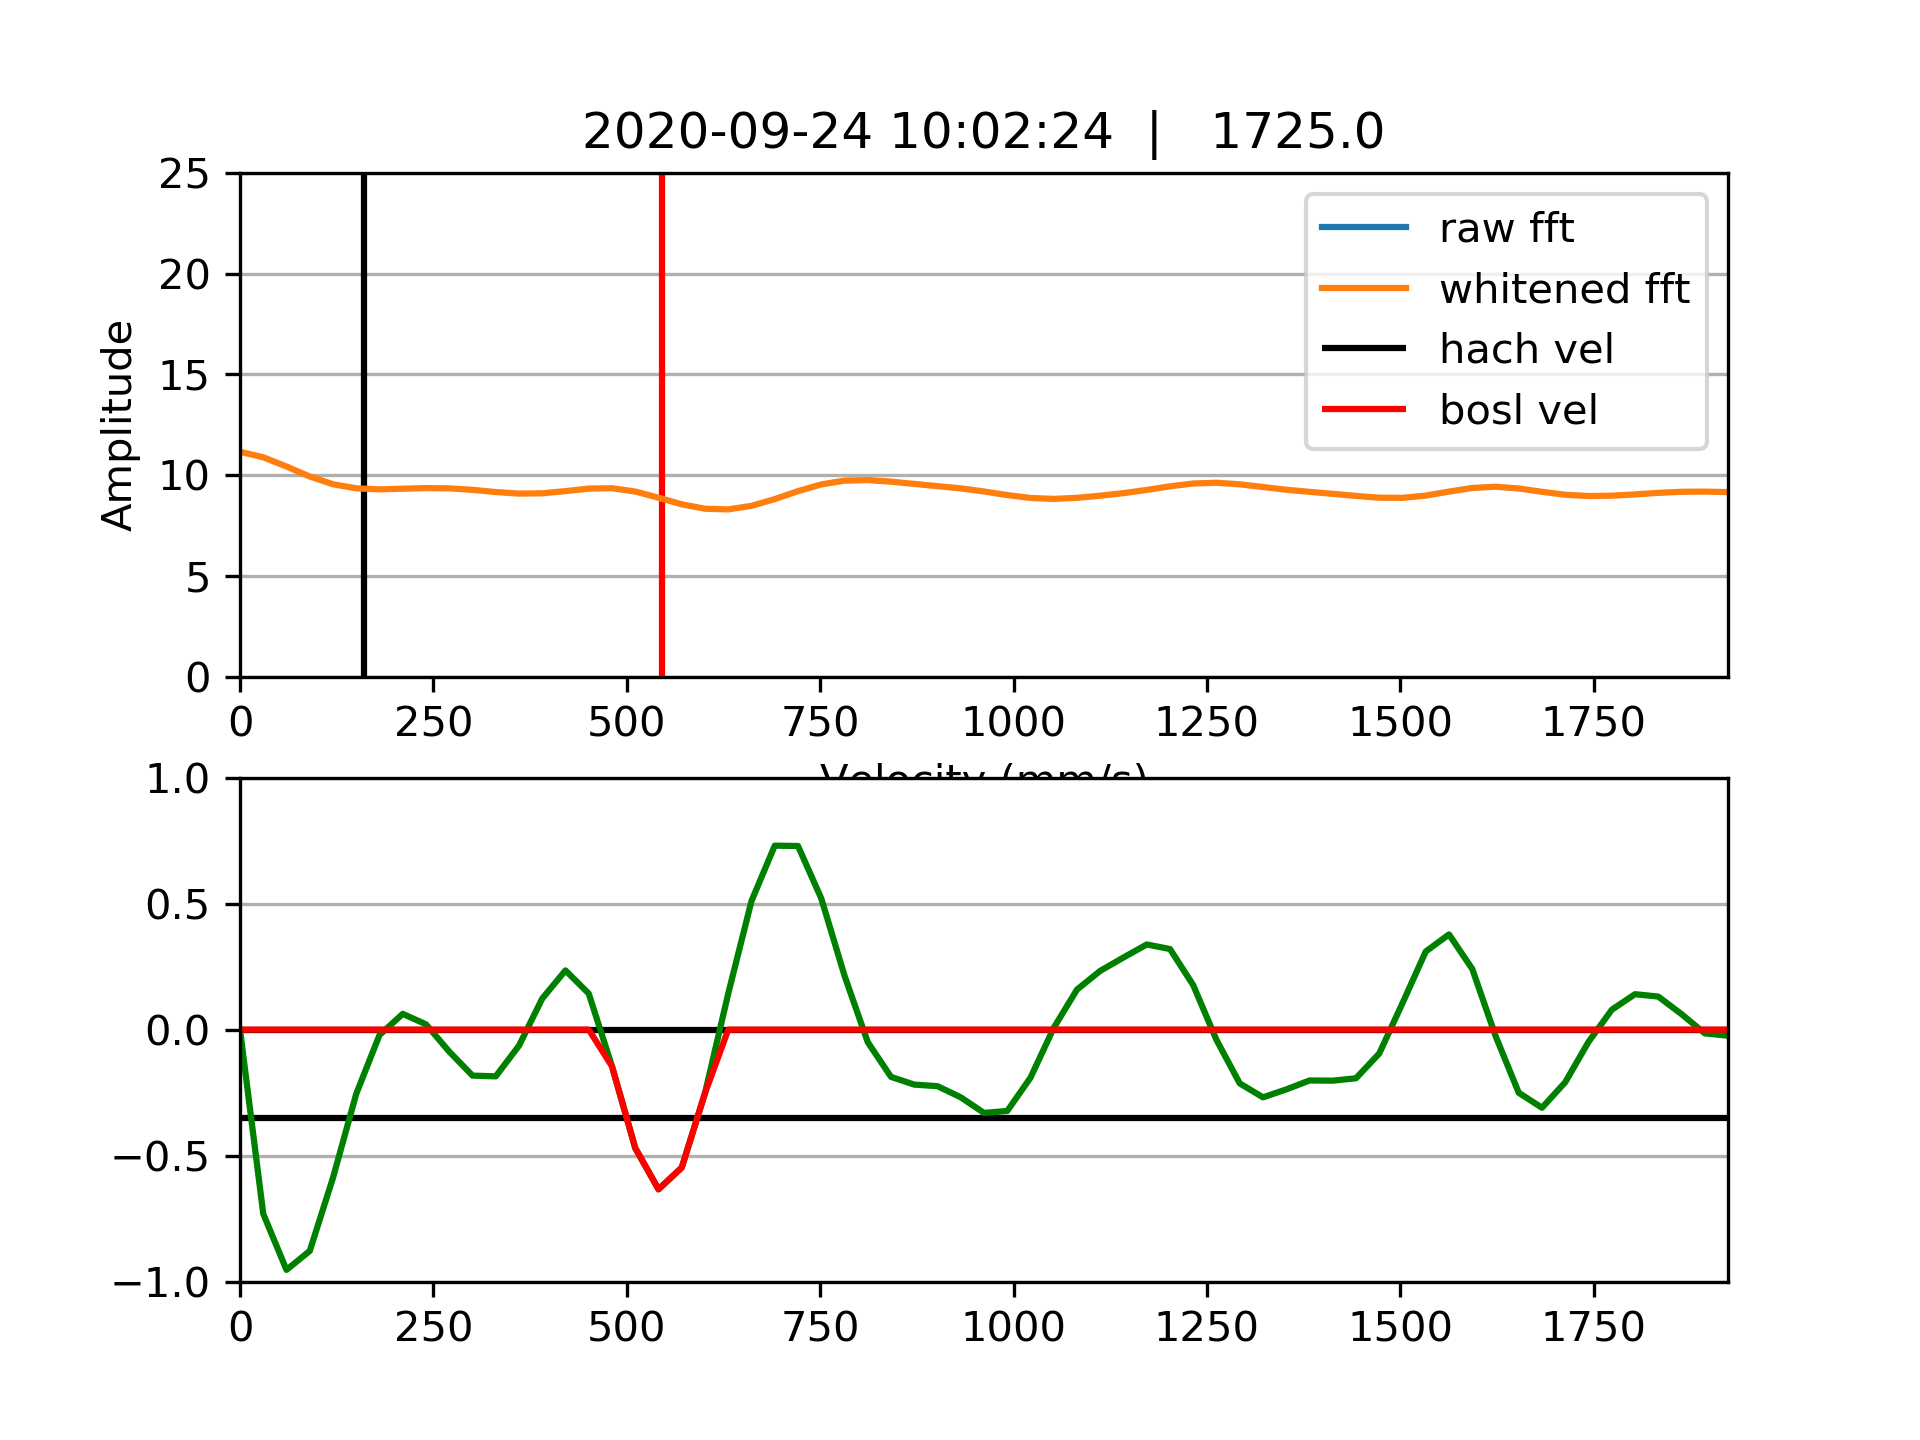 2020-09-24 10:02:24 | 1725.0
25
20
15
10
5
0
Amplitude
raw fft
whitened fft
hach vel
bosl vel
0 250 500 750 1000 1250 1500 1750
Velocity (mm/s)
1.0
0.5
0.0
−0.5
−1.0
0 250 500 750 1000 1250 1500 1750